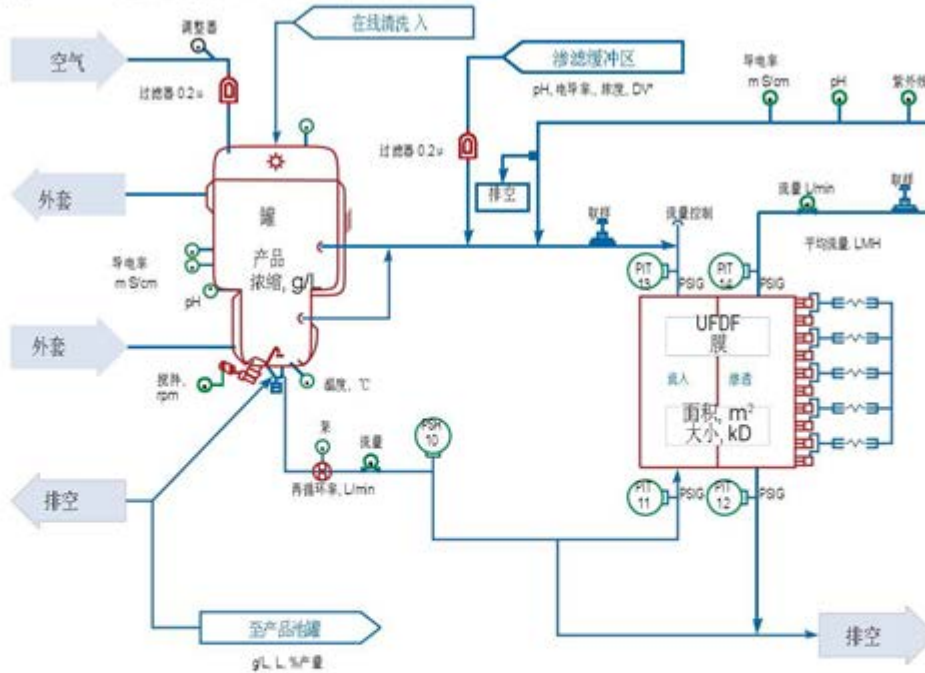 调整器
在线清洗 入
空气
渗滤缓冲区
过滤器 0.2u
pH, 电导率, 浓度, DV*
导电率
m S/cm
pH
紫外线
过滤器 0.2u
排空
外套
罐
取样
流量控制
流量 L/min
取样
平均流量, LMH
产品
浓缩, g/L
导电率
m S/cm
pH
PIT
13
PSIG
PIT
14
PSIG
UFDF
膜
外套
搅拌,
rpm
温度, ℃
流入
渗透
面积, m²
大小, kD
泵
流量
PSH
10
再循环率, L/min
排空
PIT
11
PSIG
PIT
12
PSIG
至产品池罐
g/L, L, %产量
排空